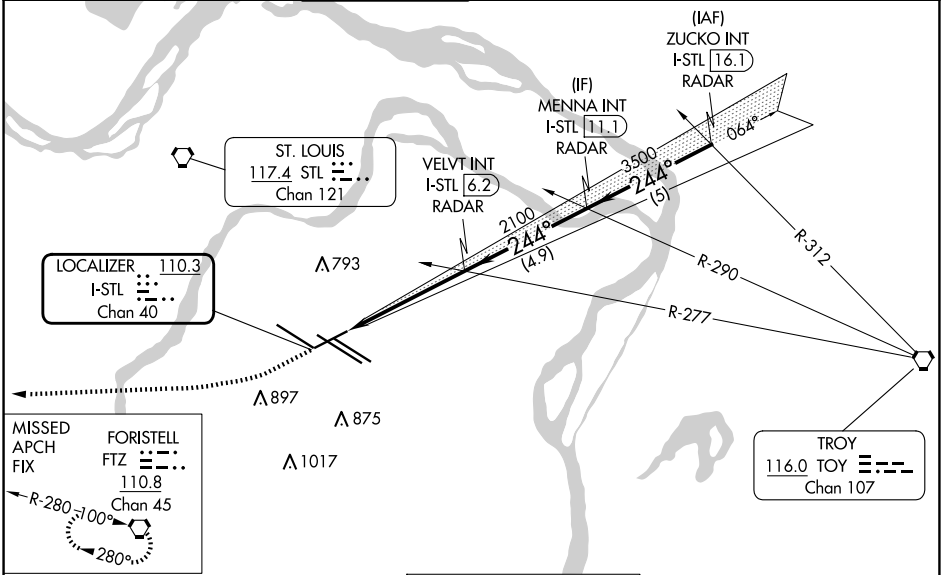 (IAF)
ZUCKO INT
I-STL 16.1
RADAR
(IF)
MENNA INT
I-STL 11.1
RADAR
064°
ST. LOUIS
117.4 STL
Chan 121
VELVT INT
I-STL 6.2
RADAR
3500
244°
(5)
2100
244°
(4.9)
R-312
R-290
R-277
LOCALIZER 110.3
I-STL
Chan 40
793
897
875
1017
MISSED
APCH
FIX
FORISTELL
FTZ
110.8
Chan 45
R-280
100°
280°
TROY
116.0 TOY
Chan 107